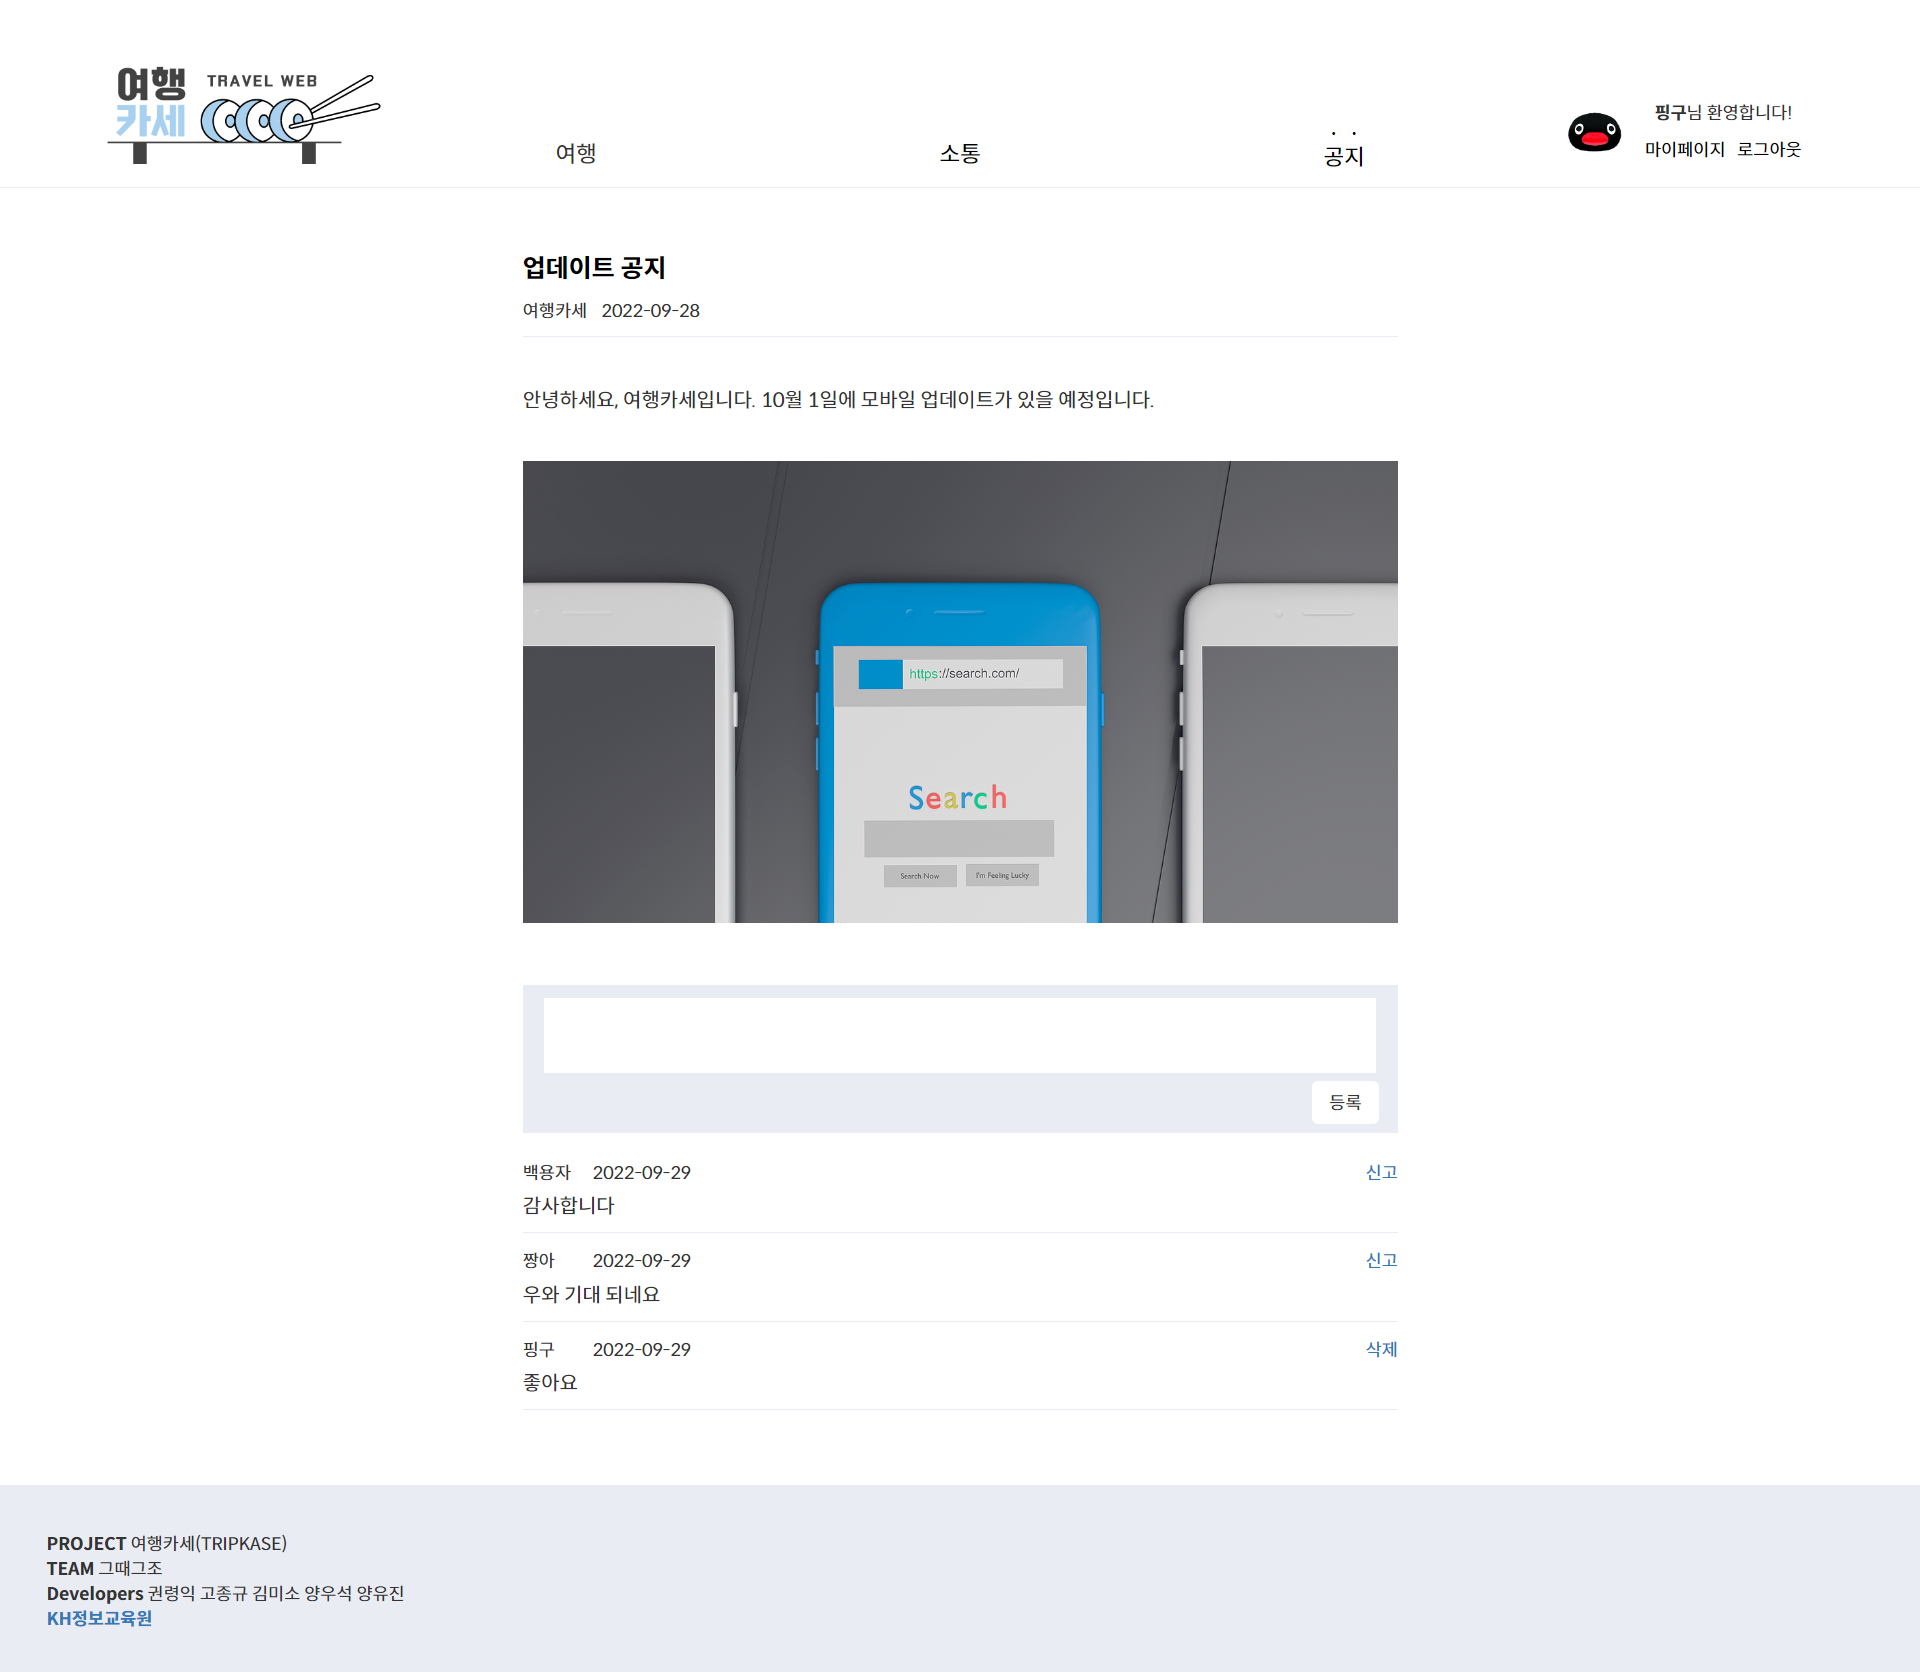 여행
카세
TRAVEL WEB
여행
소통
공지
핑구님 환영합니다!
마이페이지 로그아웃
업데이트 공지
여행카세 2022-09-28
안녕하세요, 여행카세입니다. 10월 1일에 모바일 업데이트가 있을 예정입니다.
https://search.com/
Search
Search Now
I'm Feeling Lucky
등록
백용자 2022-09-29 신고
감사합니다
짱아 2022-09-29 신고
우와 기대 되네요
핑구 2022-09-29 삭제
좋아요
PROJECT 여행카세(TRIPKASE)
TEAM 그때그조
Developers 권령익 고종규 김미소 양우석 양유진
KH정보교육원